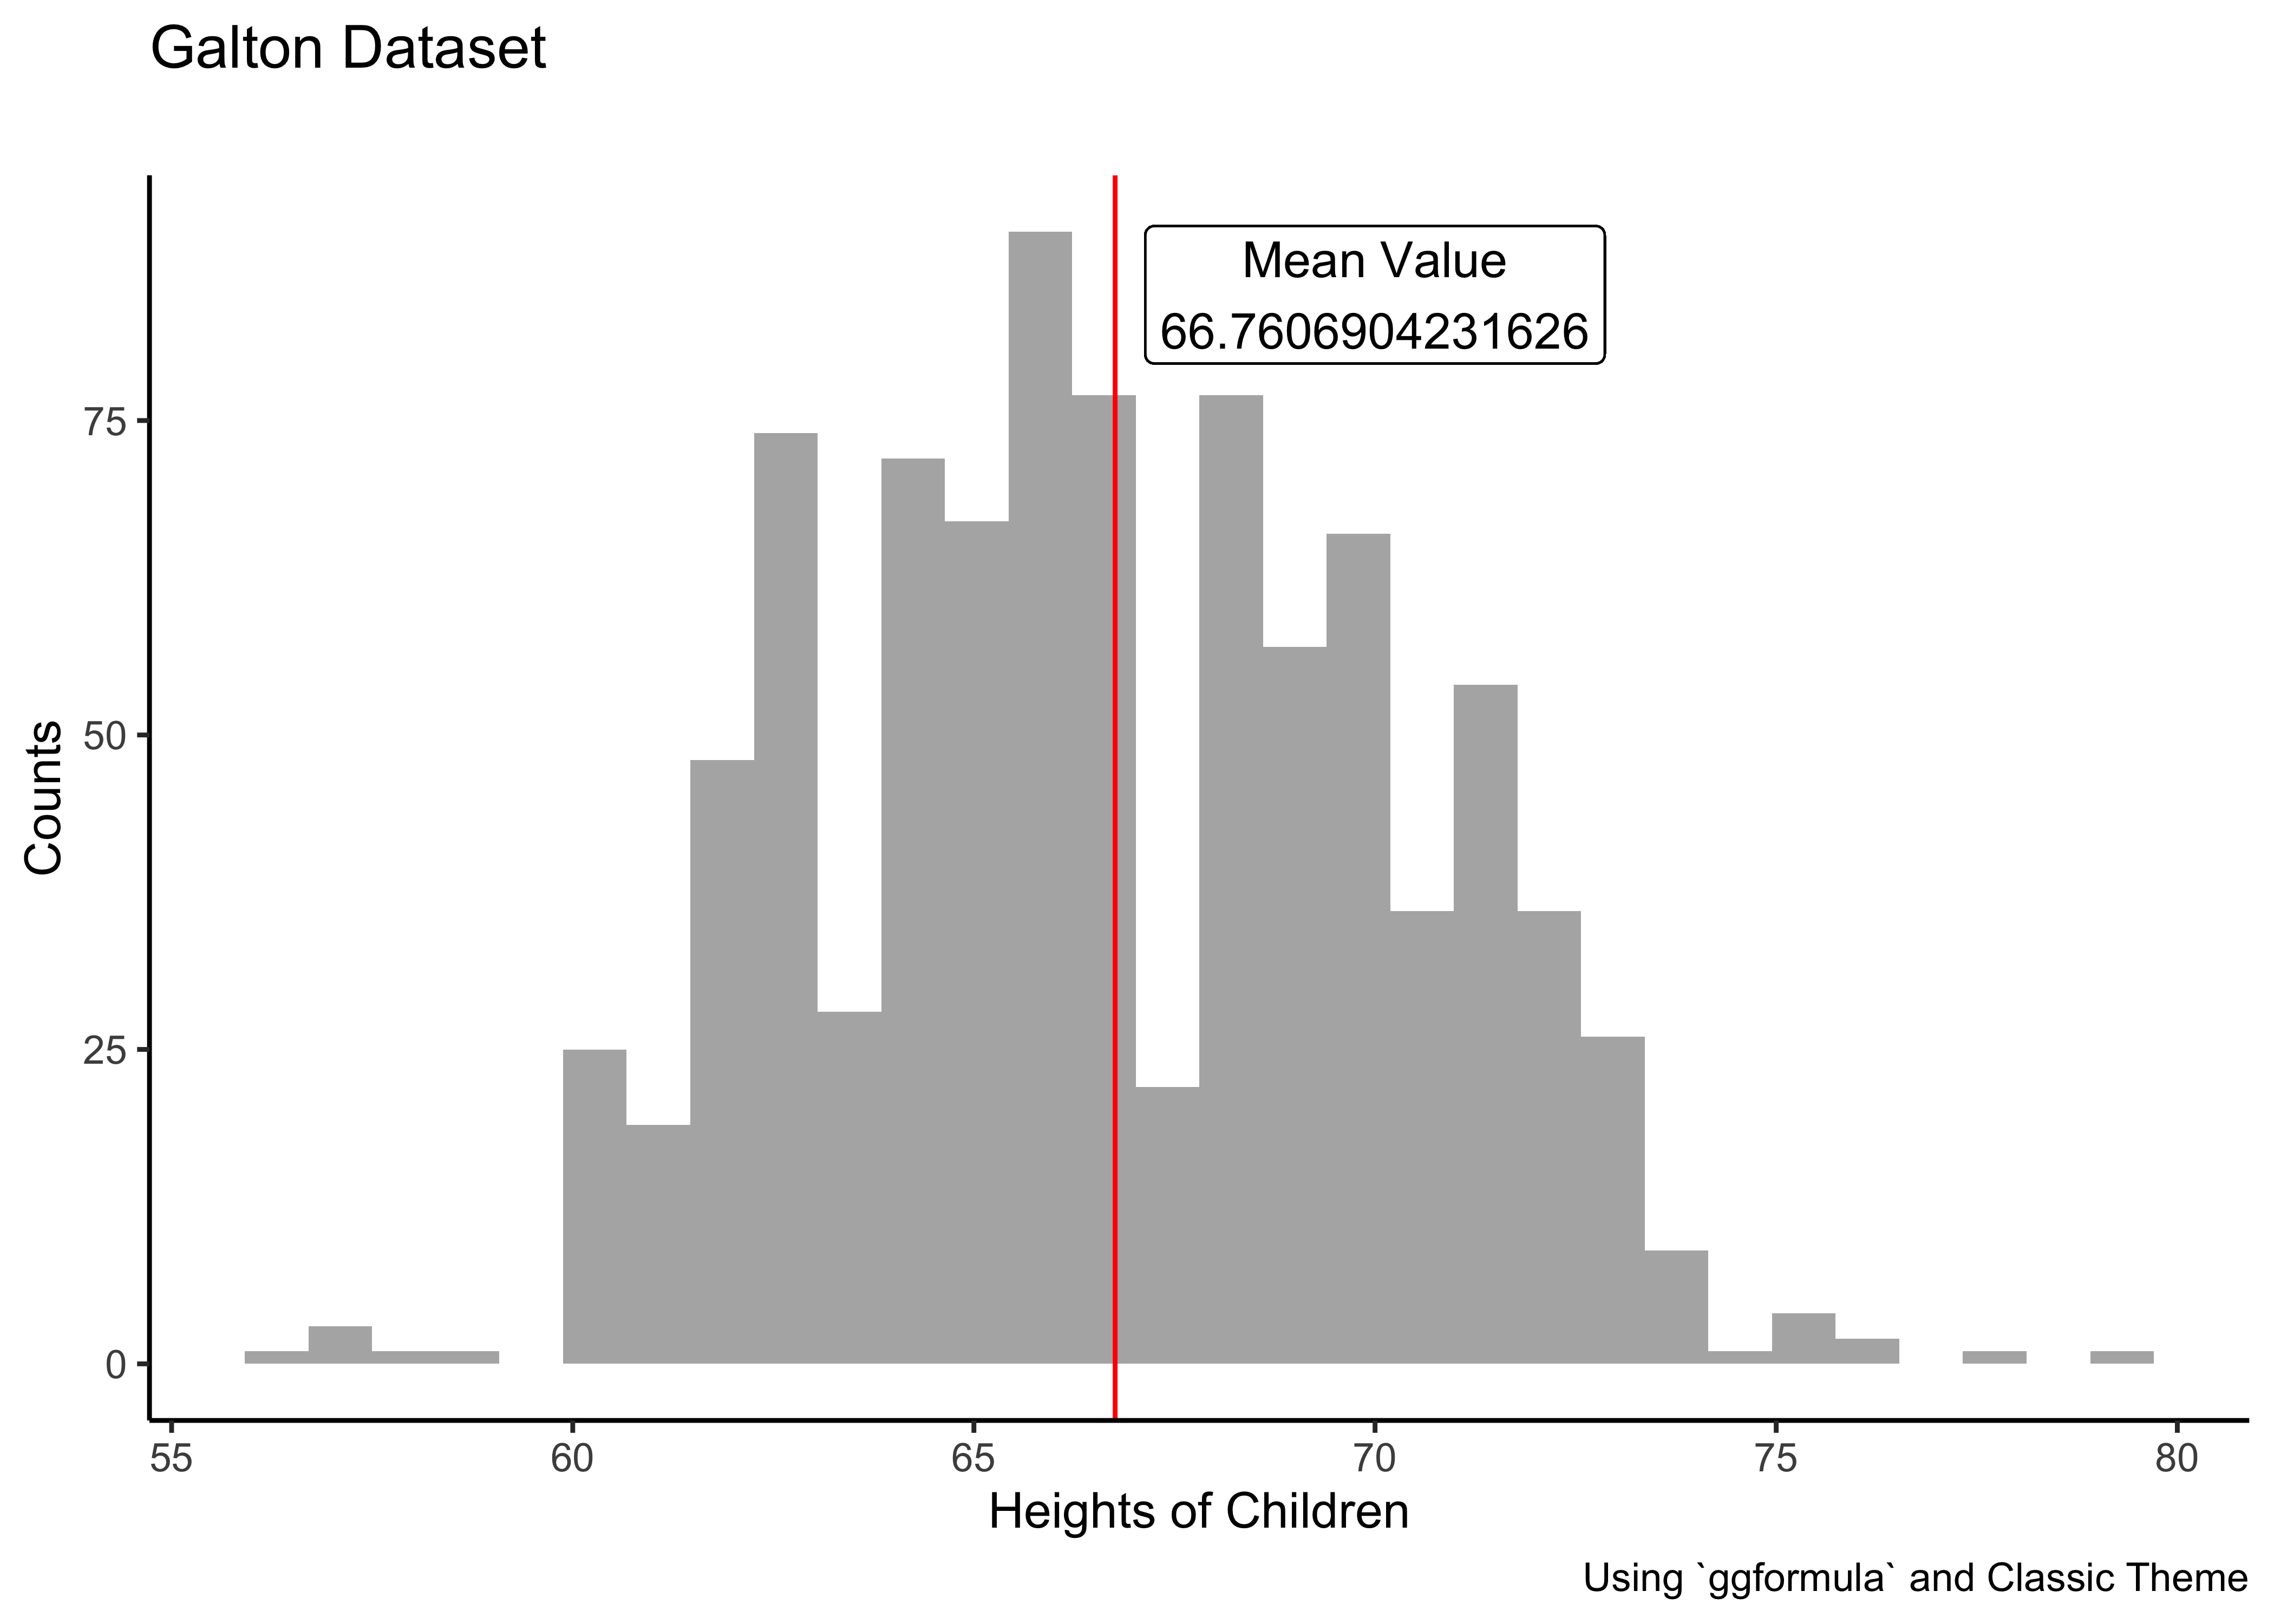 Galton Dataset
Mean Value
66.7606904231626
75
50
25
0
Counts
55 60 65 70 75 80
Heights of Children
Using `ggformula` and Classic Theme